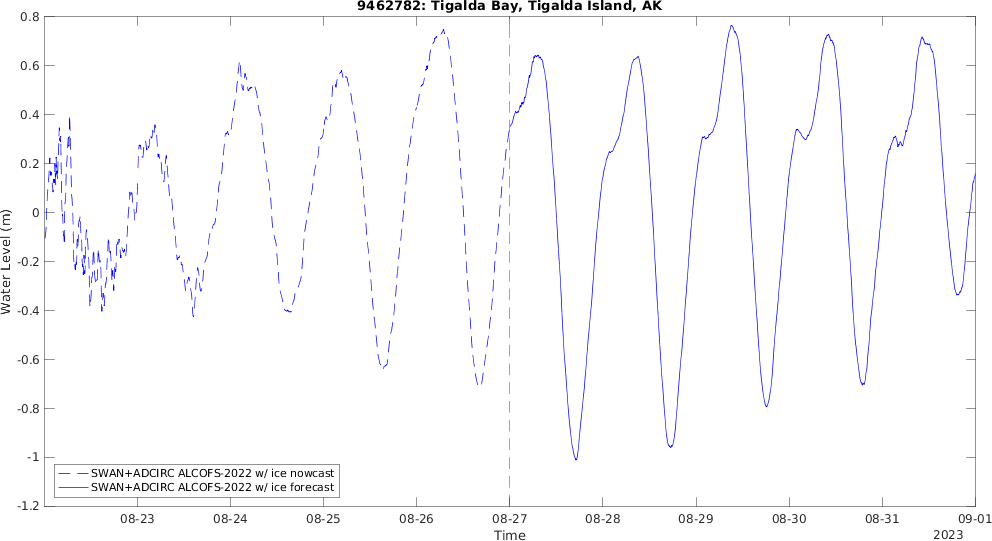 9462782: Tigalda Bay, Tigalda Island, AK
Water Level (m)
0.8
0.6
0.4
0.2
0
-0.2
-0.4
-0.6
-0.8
-1
-1.2
SWAN+ADCIRC ALCOFS-2022 w/ ice nowcast
SWAN+ADCIRC ALCOFS-2022 w/ ice forecast
08-23 08-24 08-25 08-26 08-27 08-28 08-29 08-30 08-31 09-01
Time
2023